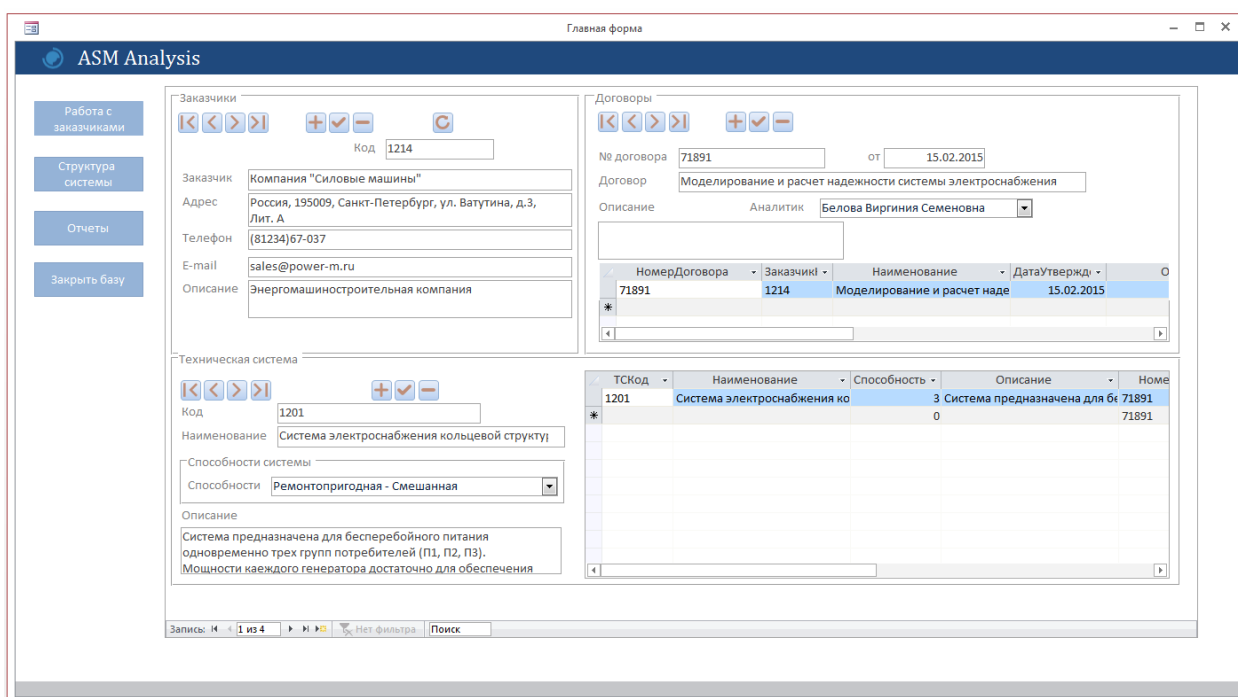 Главная форма
ASM Analysis
Работа с
заказчиками
Структура
системы
Отчеты
Закрыть базу
Заказчики
Код 1214
Заказчик Компания "Силовые машины"
Адрес Россия, 195009, Санкт-Петербург, ул. Ватутина, д.3,
Лит. А
Телефон (81234)67-037
E-mail sales@power-m.ru
Описание Энергомашиностроительная компания
Договоры
№ договора 71891 от 15.02.2015
Договор Моделирование и расчет надежности системы электроснабжения
Описание Аналитик Белова Виргиния Семеновна
НомерДоговора ЗаказчикІ Наименование ДатаУтвержд О
71891 1214 Моделирование и расчет наде 15.02.2015
Техническая система
Код 1201
Наименование Система электроснабжения кольцевой структур
Способности системы
Способности Ремонтопригодная - Смешанная
Описание
Система предназначена для бесперебойного питания
одновременно трех групп потребителей (П1, П2, П3).
Мощности каеждого генератора достаточно для обеспечения
ТСКод Наименование Способность Описание Номе
1201 Система электроснабжения ко 3 Система предназначена для бе 71891
0 71891
Запись: 1 из 4 Нет фильтра Поиск